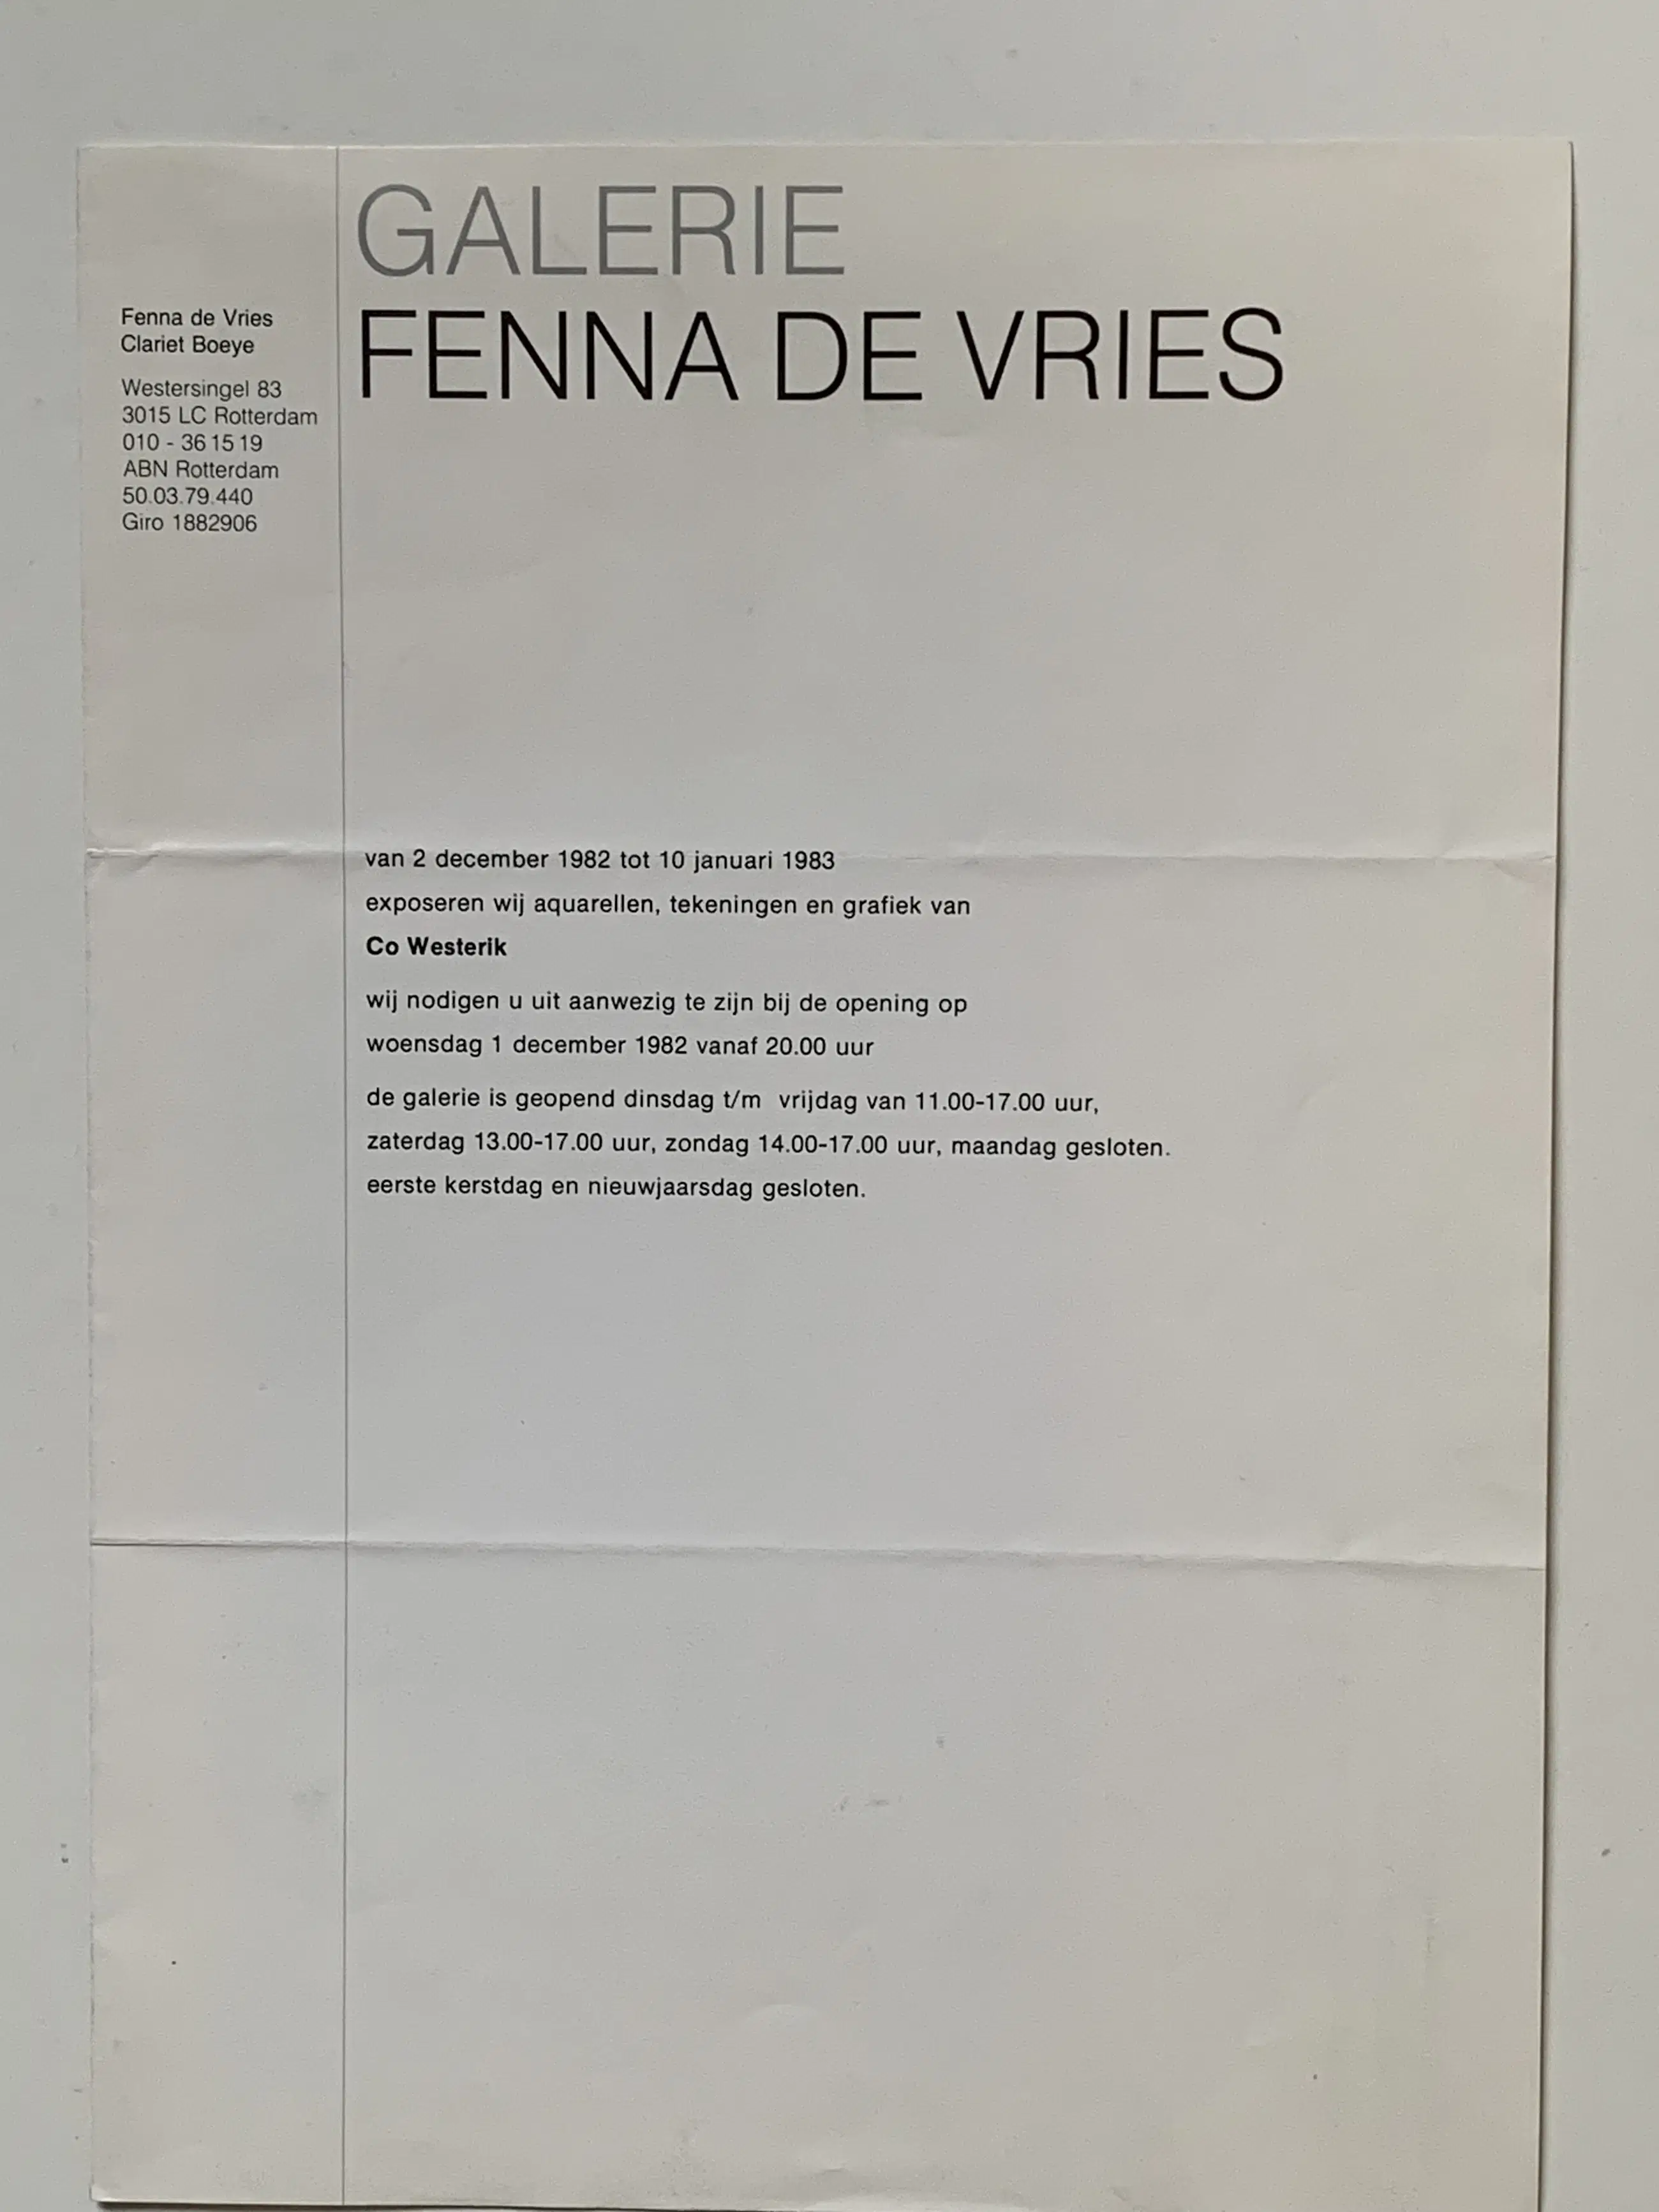 GALERIE
FENNA DE VRIES
Fenna de Vries
Clariet Boeye
Westersingel 83
3015 LC Rotterdam
010 - 36 15 19
ABN Rotterdam
50.03.79.440
Giro 1882906
van 2 december 1982 tot 10 januari 1983
exposeren wij aquarellen, tekeningen en grafiek van
Co Westerik
wij nodigen u uit aanwezig te zijn bij de opening op
woensdag 1 december 1982 vanaf 20.00 uur
de galerie is geopend dinsdag t/m vrijdag van 11.00-17.00 uur,
zaterdag 13.00-17.00 uur, zondag 14.00-17.00 uur, maandag gesloten.
eerste kerstdag en nieuwjaarsdag gesloten.